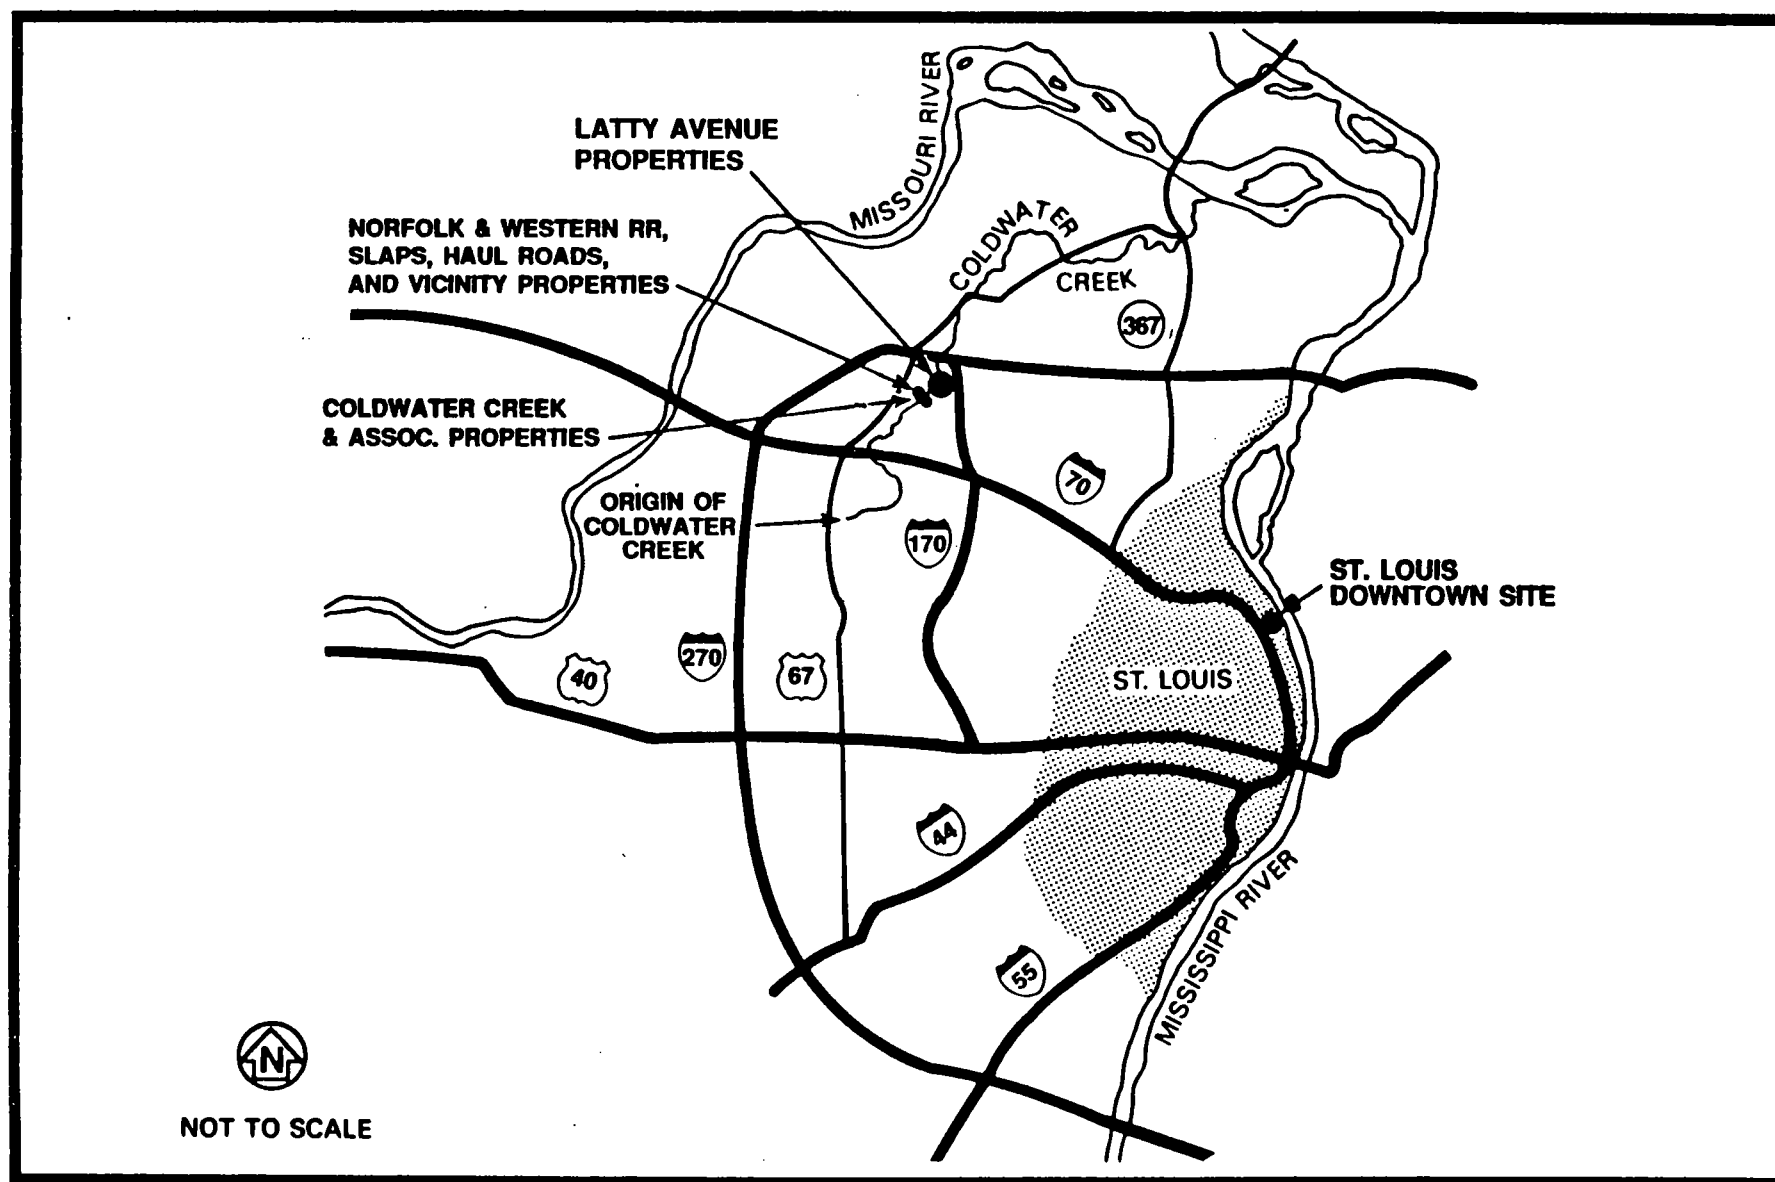 MISSOURI RIVER
LATTY AVENUE
PROPERTIES
COLDWATER
CREEK
NORFOLK & WESTERN RR,
SLAPS, HAUL ROADS,
AND VICINITY PROPERTIES
367
COLDWATER CREEK
& ASSOC. PROPERTIES
70
ORIGIN OF
COLDWATER
CREEK
170
ST. LOUIS
DOWNTOWN SITE
40
270
67
ST. LOUIS
44
55
MISSISSIPPI RIVER
N
NOT TO SCALE